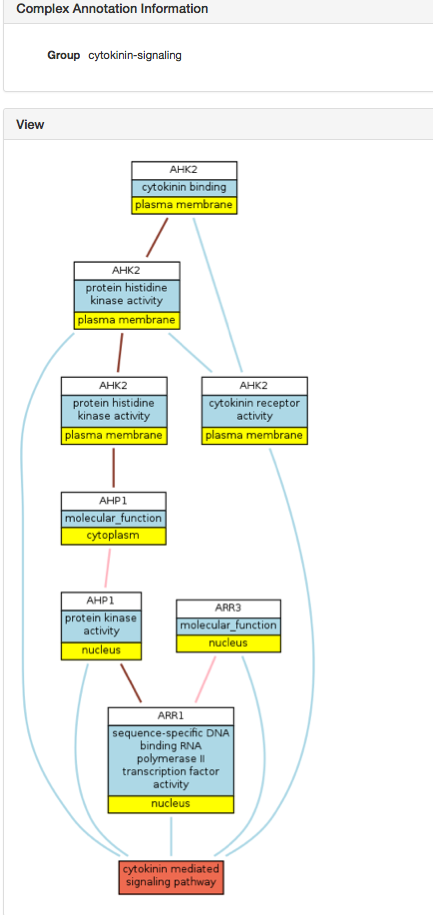 Complex Annotation Information
Group cytokinin-signaling
View
AHK2
cytokinin binding
plasma membrane
AHK2
protein histidine
kinase activity
plasma membrane
AHK2
protein histidine
kinase activity
plasma membrane
AHK2
cytokinin receptor
activity
plasma membrane
AHP1
molecular_function
cytoplasm
AHP1
protein kinase
activity
nucleus
ARR3
molecular_function
nucleus
ARR1
sequence-specific DNA
binding RNA
polymerase II
transcription factor
activity
nucleus
cytokinin mediated
signaling pathway